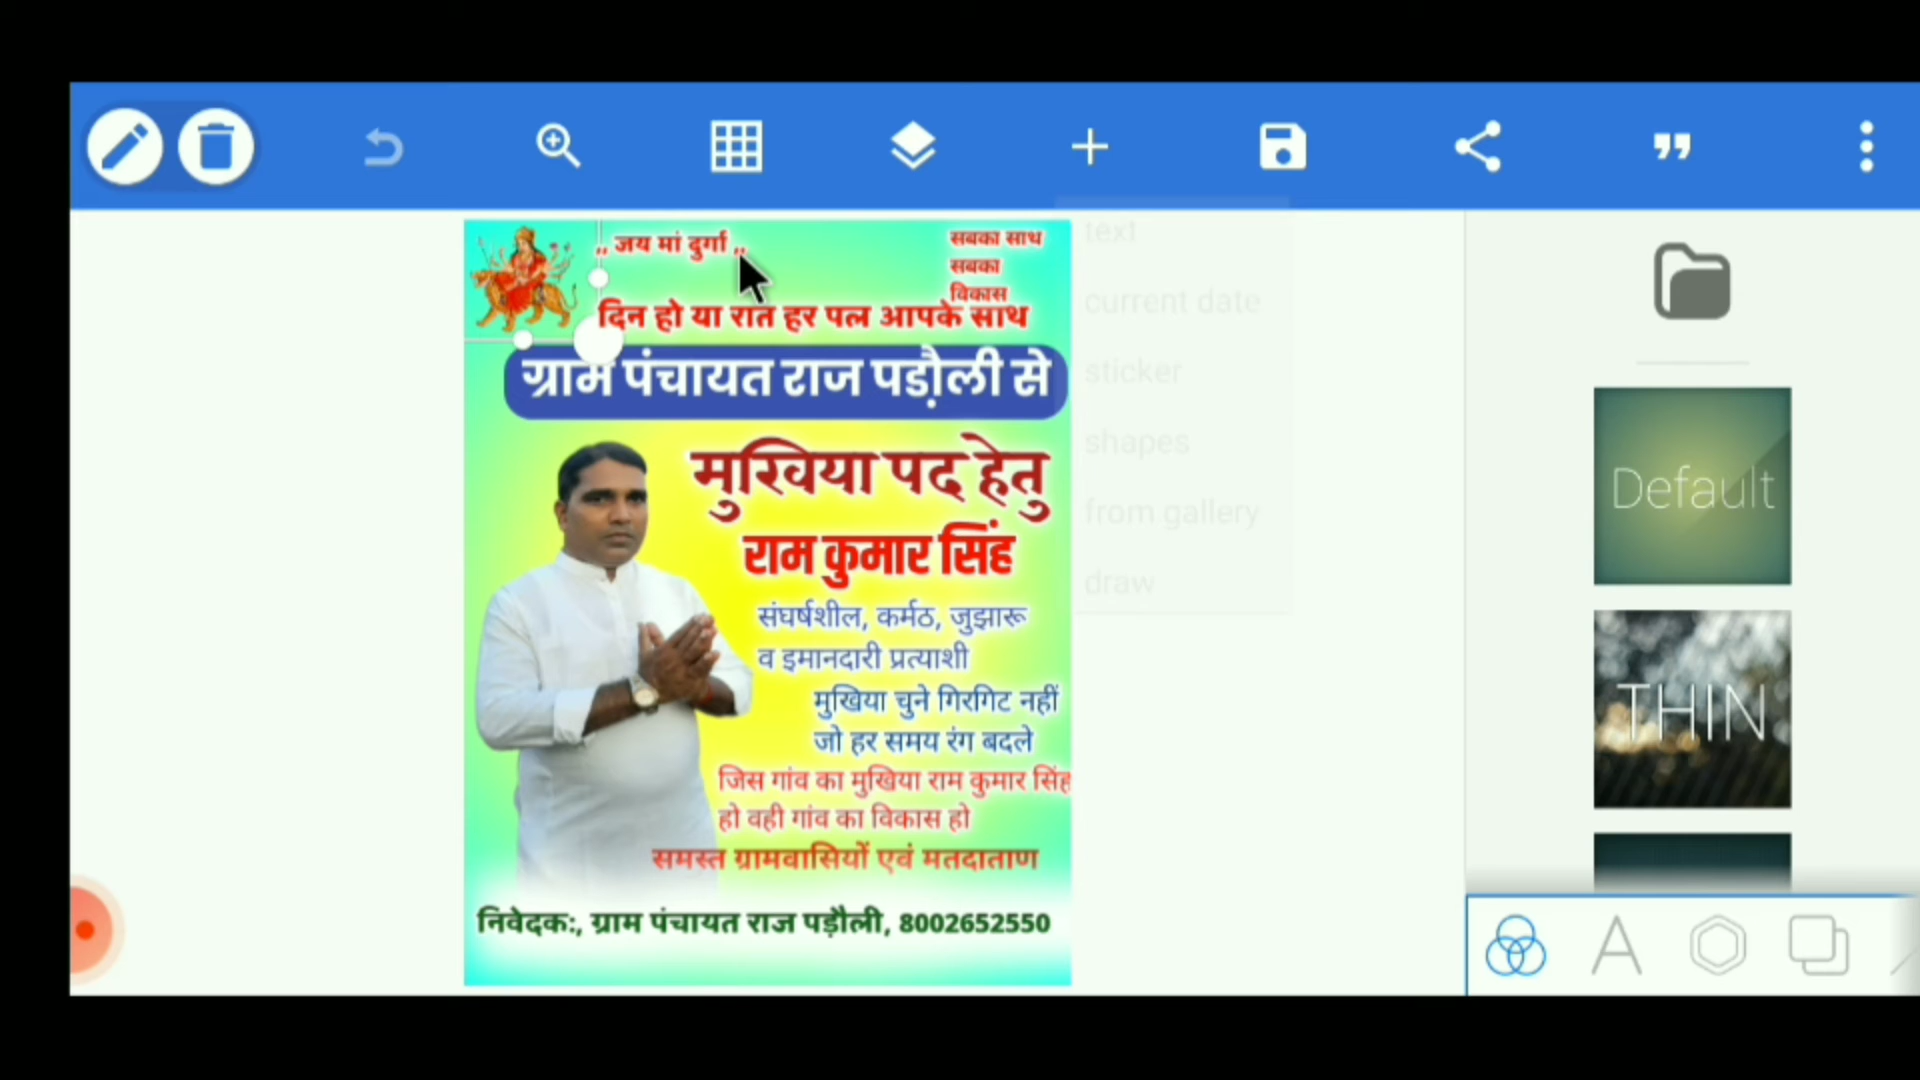 ,, जय मां दुर्गा ,,
सबका साथ
सबका
विकास
दिन हो या रात हर पल आपके साथ
ग्राम पंचायत राज पड़ौली से
मुखिया पद हेतु
राम कुमार सिंह
संघर्षशील, कर्मठ, जुझारू
व इमानदारी प्रत्याशी
मुखिया चुने गिरगिट नहीं
जो हर समय रंग बदले
जिस गांव का मुखिया राम कुमार सिंह
हो वही गांव का विकास हो
समस्त ग्रामवासियों एवं मतदाताण
निवेदक:, ग्राम पंचायत राज पड़ौली, 8002652550
text
current date
sticker
shapes
from gallery
draw
Default
THIN